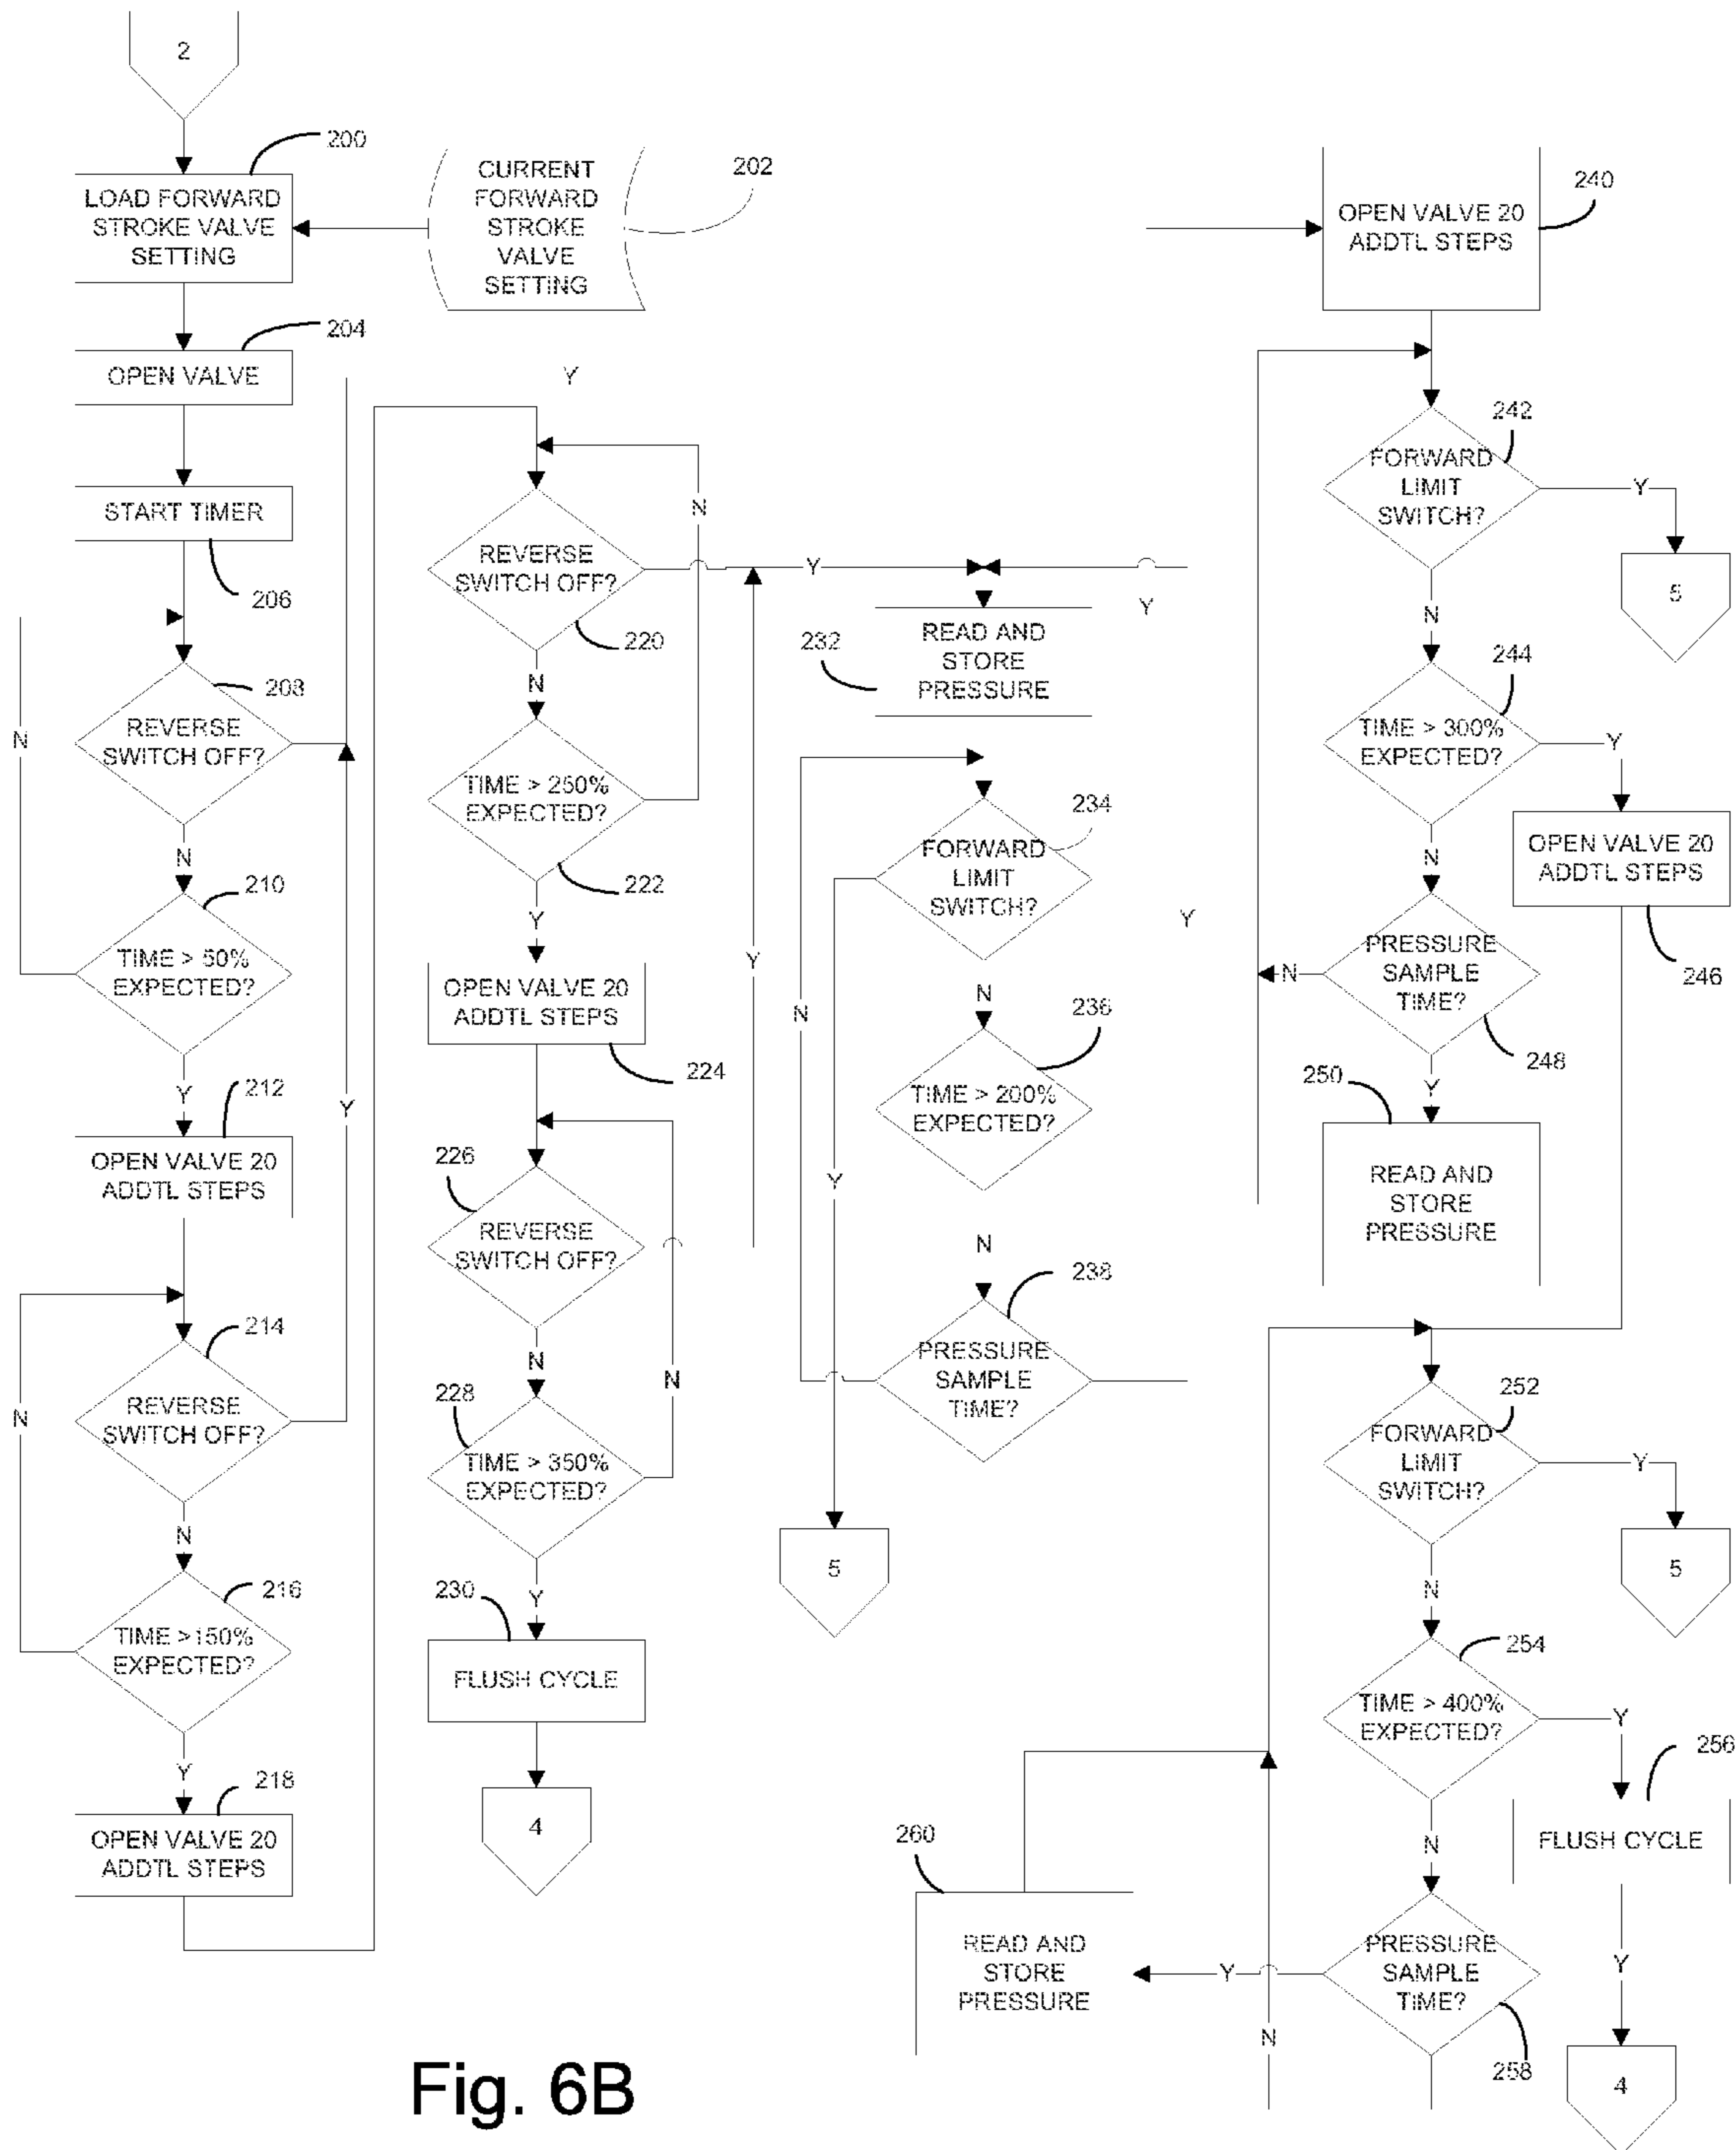 2
200
LOAD FORWARD
STROKE VALVE
SETTING
CURRENT
FORWARD
STROKE
VALVE
SETTING
202
204
OPEN VALVE
START TIMER
206
208
REVERSE
SWITCH OFF?
N
N
210
TIME > 50%
EXPECTED?
Y
212
OPEN VALVE 20
ADDTL STEPS
Y
214
REVERSE
SWITCH OFF?
N
N
216
TIME >150%
EXPECTED?
Y
218
OPEN VALVE 20
ADDTL STEPS
Y
N
REVERSE
SWITCH OFF?
220
Y
N
TIME > 250%
EXPECTED?
222
Y
OPEN VALVE 20
ADDTL STEPS
224
Y
226
REVERSE
SWITCH OFF?
N
N
228
TIME > 350%
EXPECTED?
Y
230
FLUSH CYCLE
4
Y
232
READ AND
STORE
PRESSURE
234
FORWARD
LIMIT
SWITCH?
Y
N
N
236
TIME > 200%
EXPECTED?
Y
N
238
PRESSURE
SAMPLE
TIME?
5
240
OPEN VALVE 20
ADDTL STEPS
242
FORWARD
LIMIT
SWITCH?
Y
5
N
244
TIME > 300%
EXPECTED?
Y
OPEN VALVE 20
ADDTL STEPS
246
N
PRESSURE
SAMPLE
TIME?
N
248
250
Y
READ AND
STORE
PRESSURE
252
FORWARD
LIMIT
SWITCH?
Y
5
N
254
TIME > 400%
EXPECTED?
Y
256
FLUSH CYCLE
Y
4
N
PRESSURE
SAMPLE
TIME?
258
Y
N
260
READ AND
STORE
PRESSURE
Fig. 6B